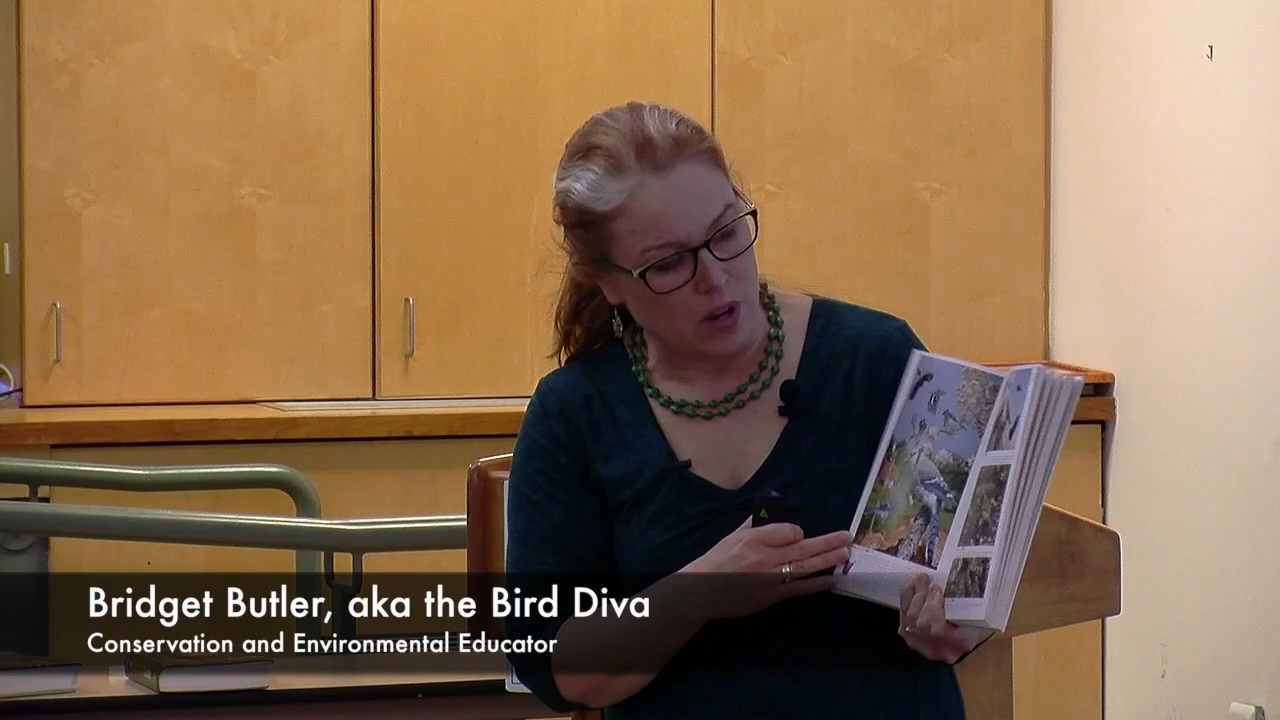 Bridget Butler, aka the Bird Diva
Conservation and Environmental Educator